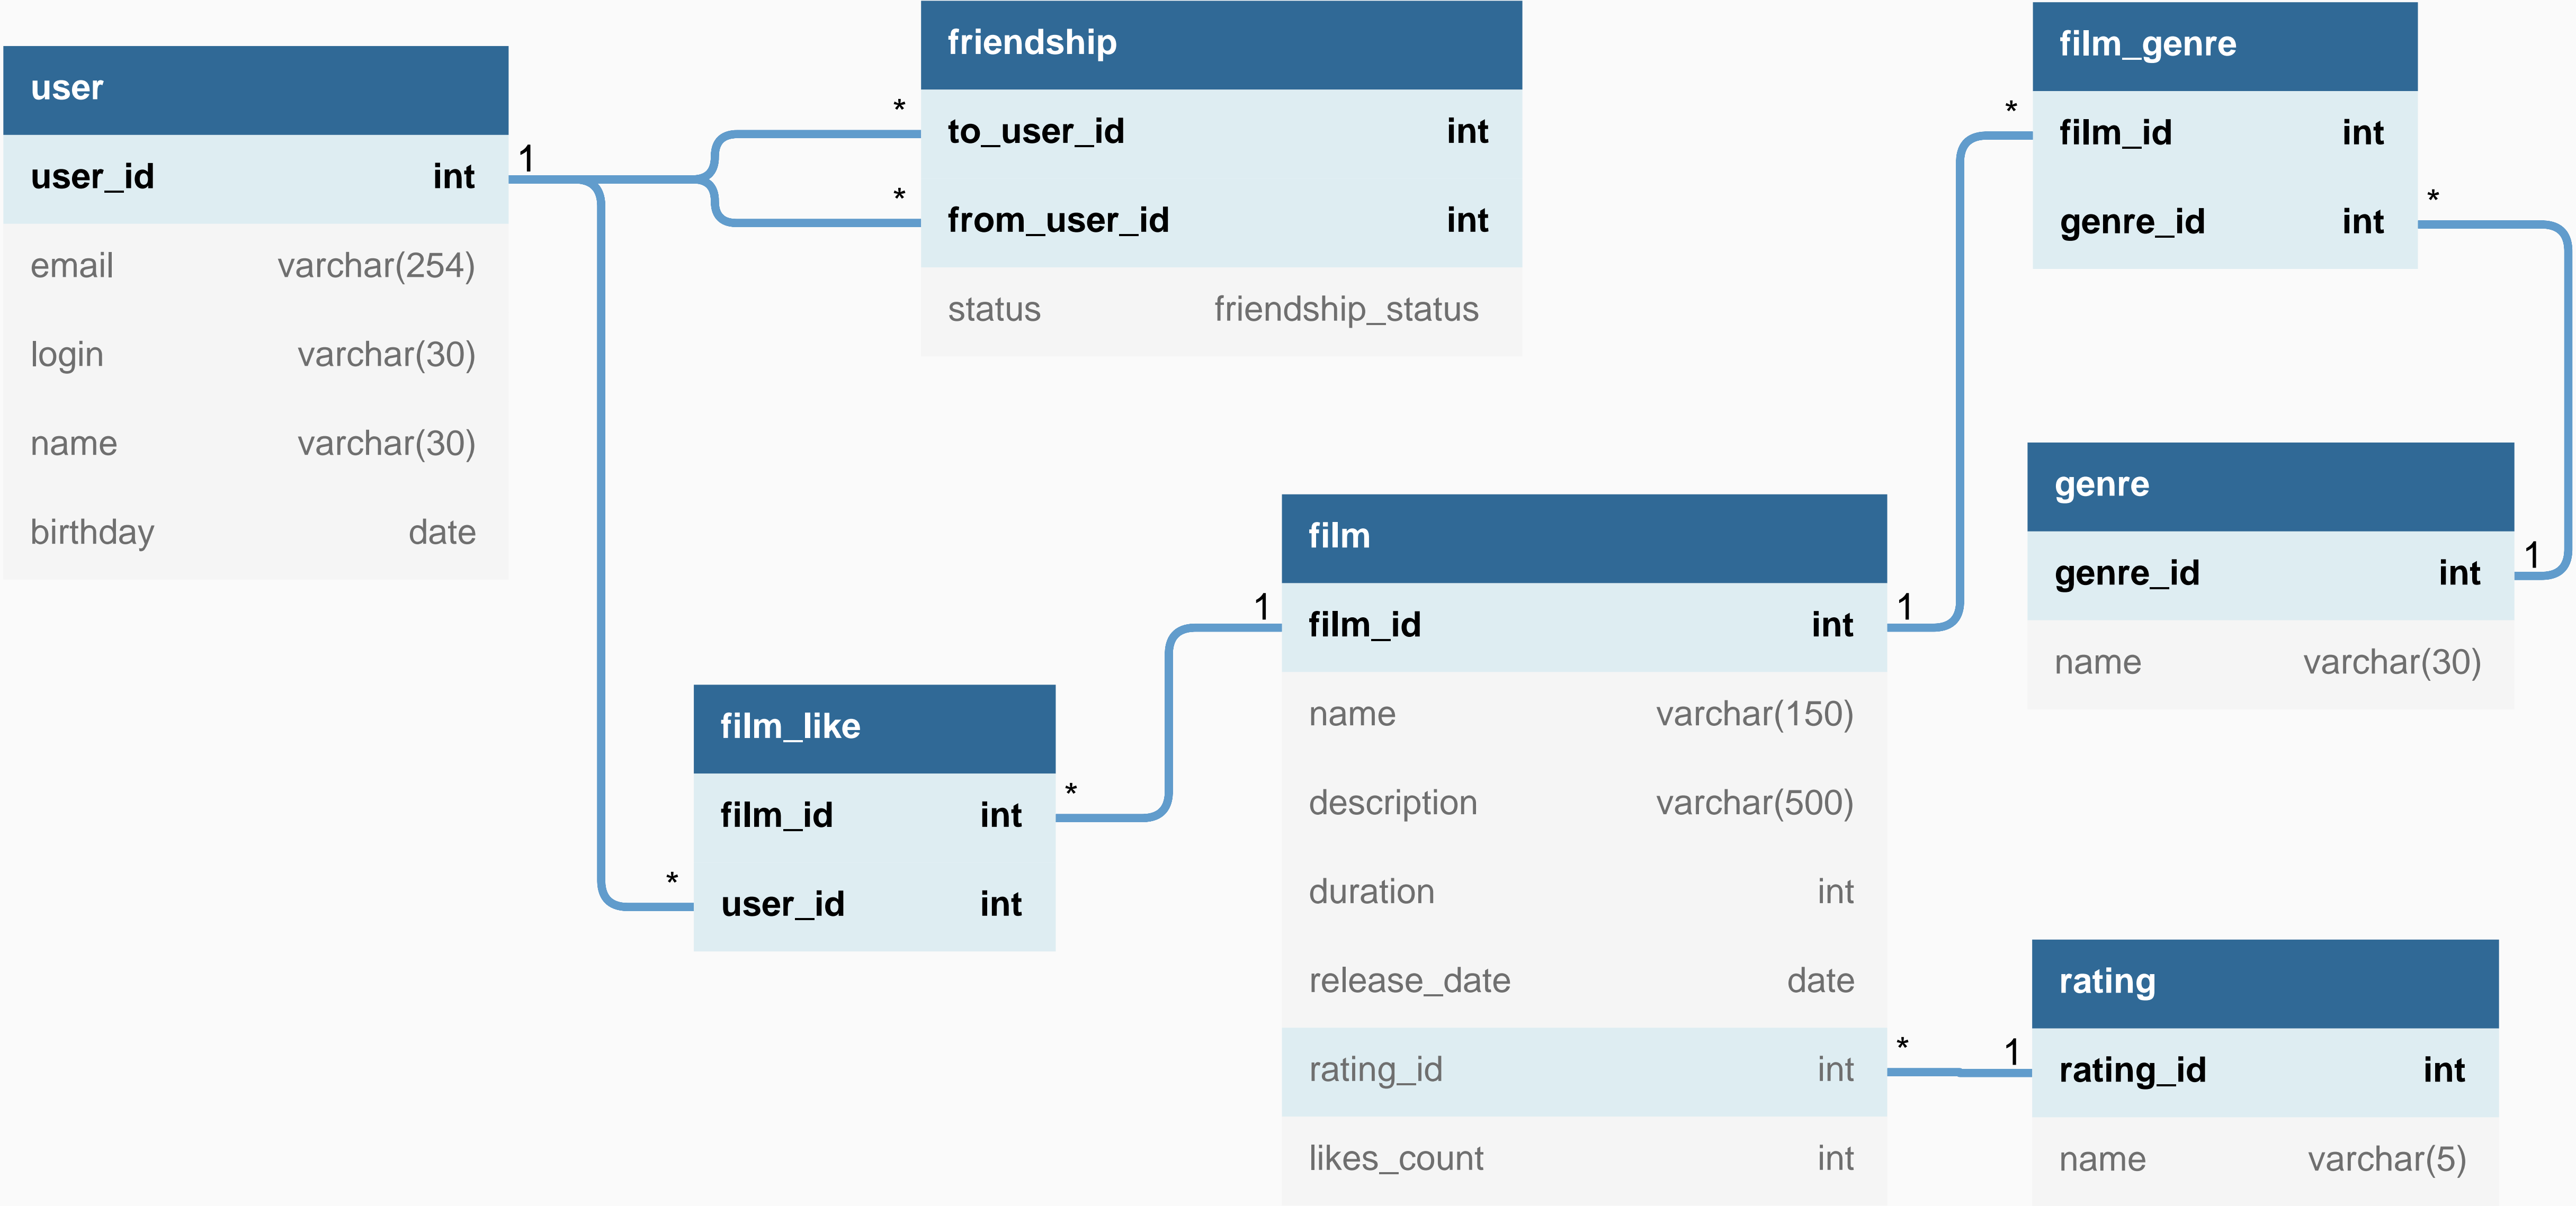 user
user_id int
email varchar(254)
login varchar(30)
name varchar(30)
birthday date
1
*
*
friendship
to_user_id int
from_user_id int
status friendship_status
*
film_like
film_id int
user_id int
*
1
film
film_id int
name varchar(150)
description varchar(500)
duration int
release_date date
rating_id int
likes_count int
1
*
film_genre
film_id int
genre_id int
*
genre
genre_id int
name varchar(30)
1
*
1
rating
rating_id int
name varchar(5)